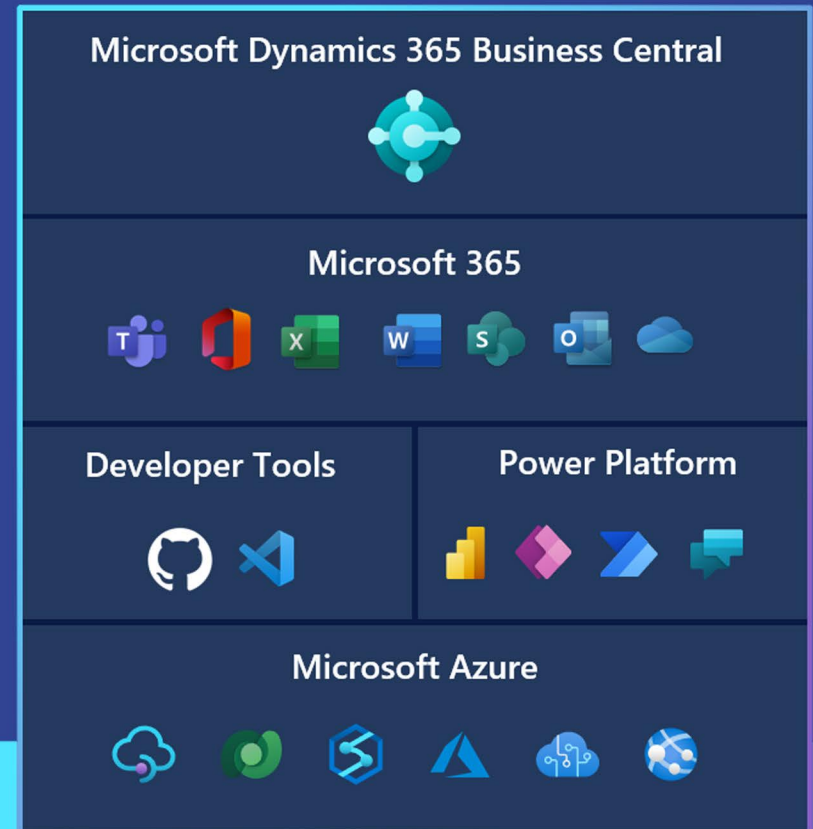 Microsoft Dynamics 365 Business Central
Microsoft 365
T
X
W
S
O
Developer Tools
Power Platform
Microsoft Azure